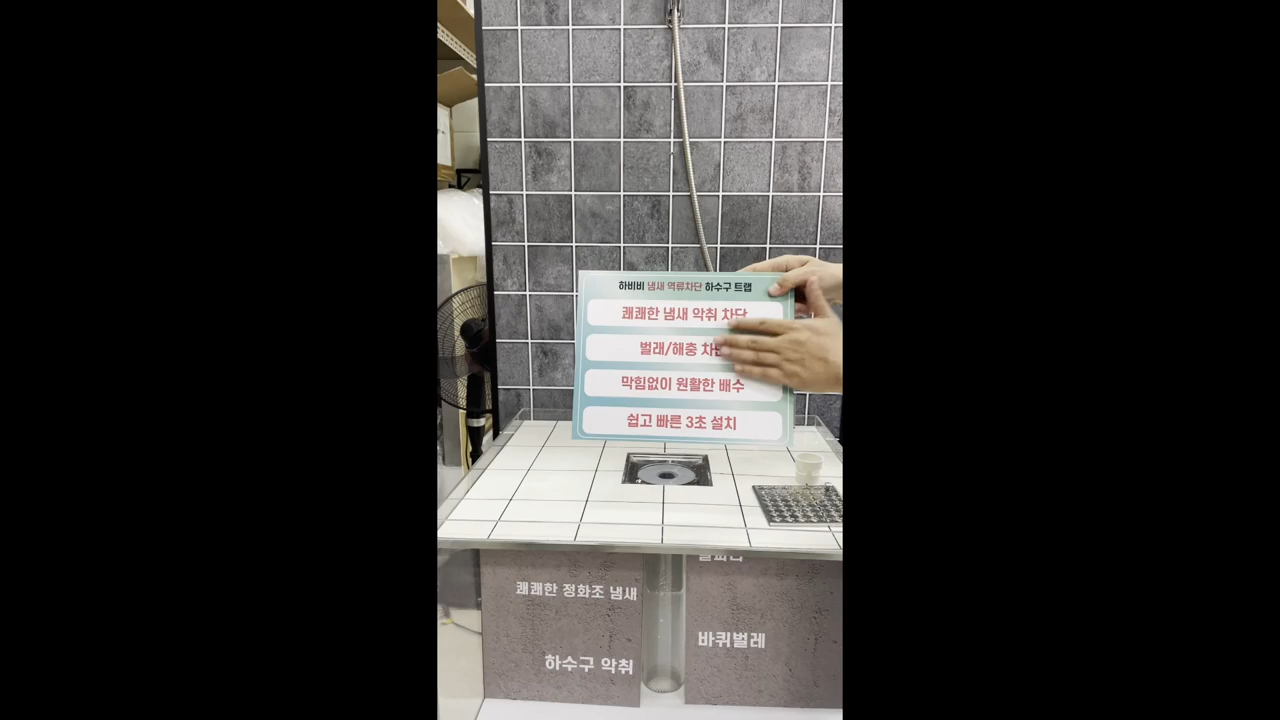 하비비 냄새 역류차단 하수구 트랩
쾌쾌한 냄새 악취 차단
벌래/해충
막힘없이 원활한 배수
쉽고 빠른 3초 설치
쾌쾌한 정화조 냄새
바퀴벌레
하수구 악취